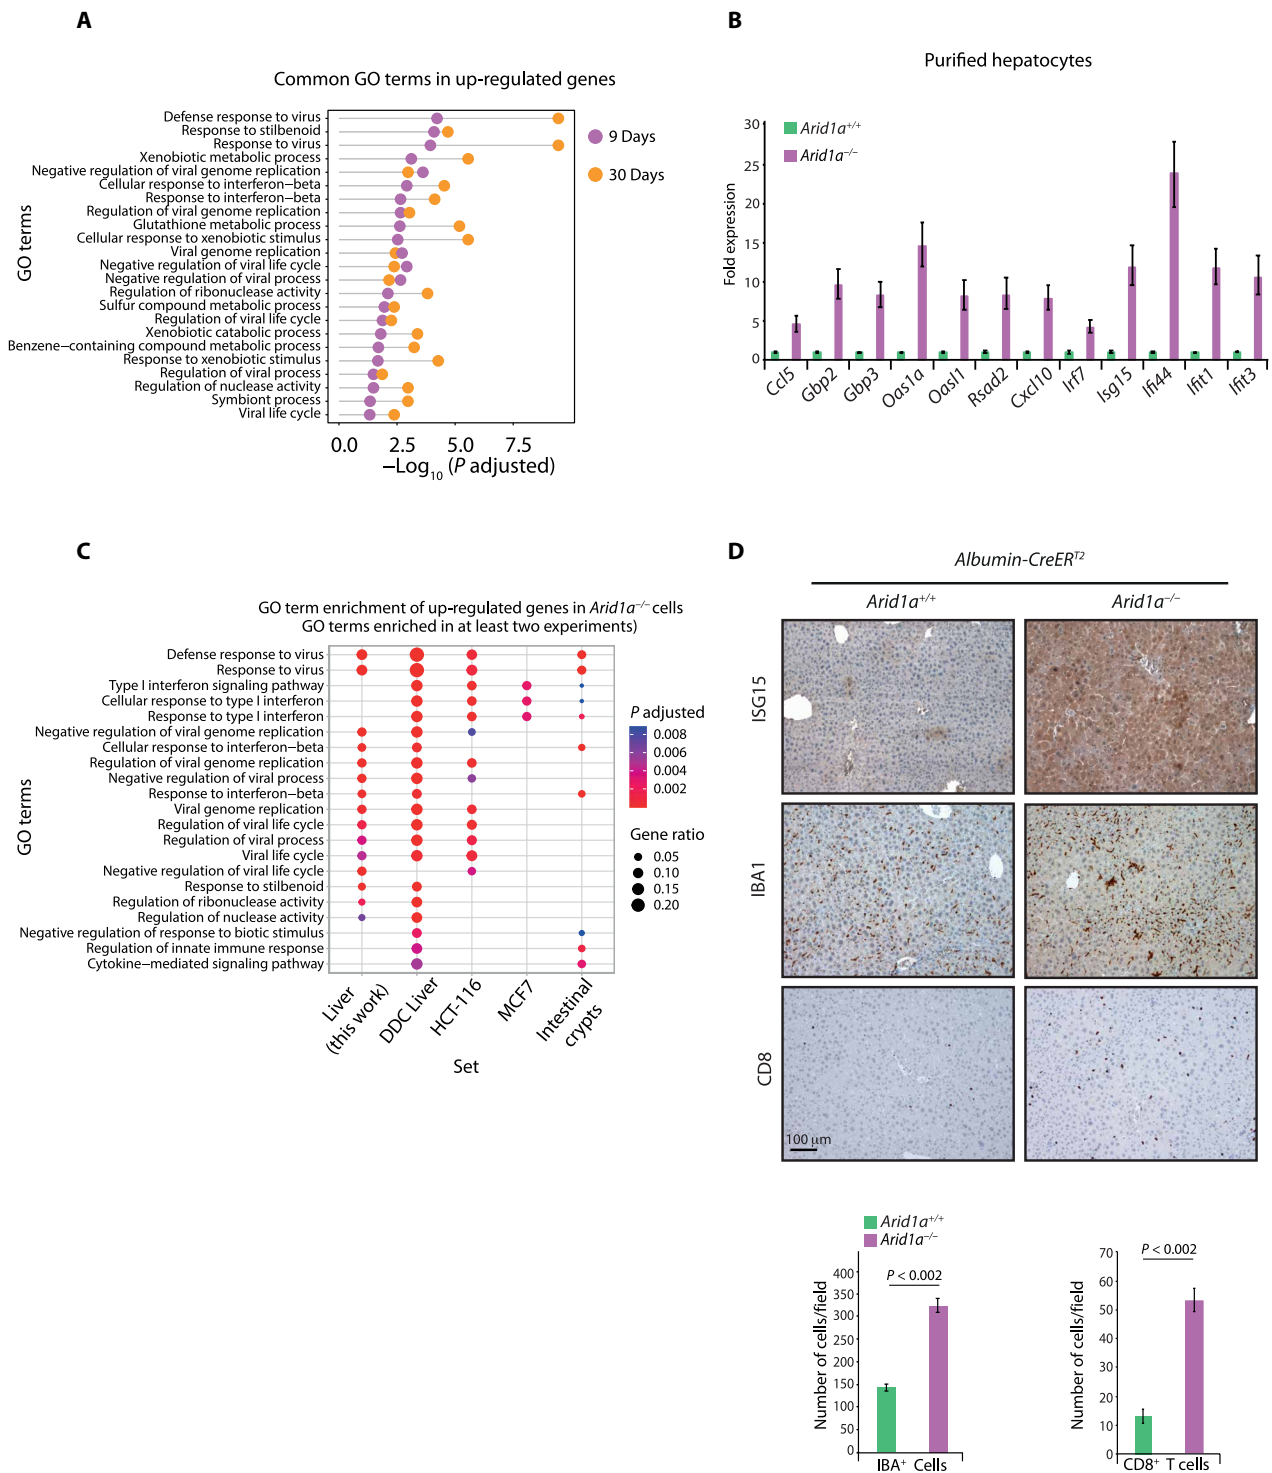 A
Common GO terms in up-regulated genes
GO terms
Defense response to virus
Response to stilbenoid
Response to virus
Xenobiotic metabolic process
Negative regulation of viral genome replication
Cellular response to interferon−beta
Response to interferon−beta
Regulation of viral genome replication
Glutathione metabolic process
Cellular response to xenobiotic stimulus
Viral genome replication
Negative regulation of viral life cycle
Negative regulation of viral process
Regulation of ribonuclease activity
Sulfur compound metabolic process
Regulation of viral life cycle
Xenobiotic catabolic process
Benzene−containing compound metabolic process
Response to xenobiotic stimulus
Regulation of viral process
Regulation of nuclease activity
Symbiont process
Viral life cycle
0.0 2.5 5.0 7.5
−Log10 (P adjusted)
9 Days
30 Days
B
Purified hepatocytes
Arid1a+/+
Arid1a−/−
Fold expression
30
25
20
15
10
5
0
Ccl5 Gbp2 Gbp3 Oas1a Oasl1 Rsad2 Cxcl10 Irf7 Isg15 Ifi44 Ifit1 Ifit3
C
GO term enrichment of up-regulated genes in Arid1a−/− cells
GO terms enriched in at least two experiments)
GO terms
Defense response to virus
Response to virus
Type I interferon signaling pathway
Cellular response to type I interferon
Response to type I interferon
Negative regulation of viral genome replication
Cellular response to interferon−beta
Regulation of viral genome replication
Negative regulation of viral process
Response to interferon−beta
Viral genome replication
Regulation of viral life cycle
Regulation of viral process
Viral life cycle
Negative regulation of viral life cycle
Response to stilbenoid
Regulation of ribonuclease activity
Regulation of nuclease activity
Negative regulation of response to biotic stimulus
Regulation of innate immune response
Cytokine−mediated signaling pathway
Liver
(this work)
DDC Liver
HCT-116
MCF7
Intestinal
crypts
Set
P adjusted
0.008
0.006
0.004
0.002
Gene ratio
0.05
0.10
0.15
0.20
D
Albumin-CreERT2
Arid1a+/+ Arid1a−/−
ISG15
IBA1
CD8
100 μm
Arid1a+/+
Arid1a−/−
Number of cells/field
400
350
300
250
200
150
100
50
0
P < 0.002
IBA+ Cells
Number of cells/field
70
60
50
40
30
20
10
0
P < 0.002
CD8+ T cells